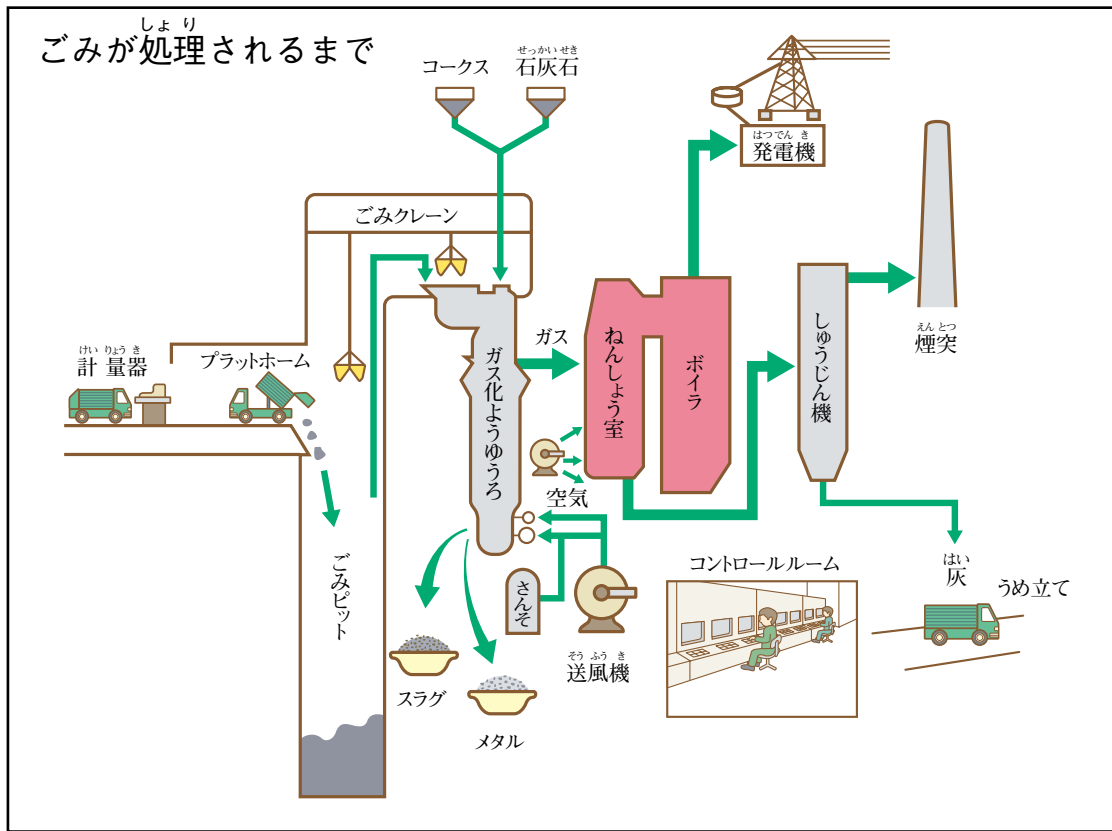 ごみが処理されるまで
しょり
コークス
石灰石
せっかいせき
発電機
はつでんき
ごみクレーン
計量器
けいりょうき
プラットホーム
ガス化ようゆうろ
ガス
ねんしょう室
ボイラ
しゅうじん機
煙突
えんとつ
空気
ごみピット
さんそ
送風機
そうふうき
スラグ
メタル
コントロールルーム
灰
はい
うめ立て